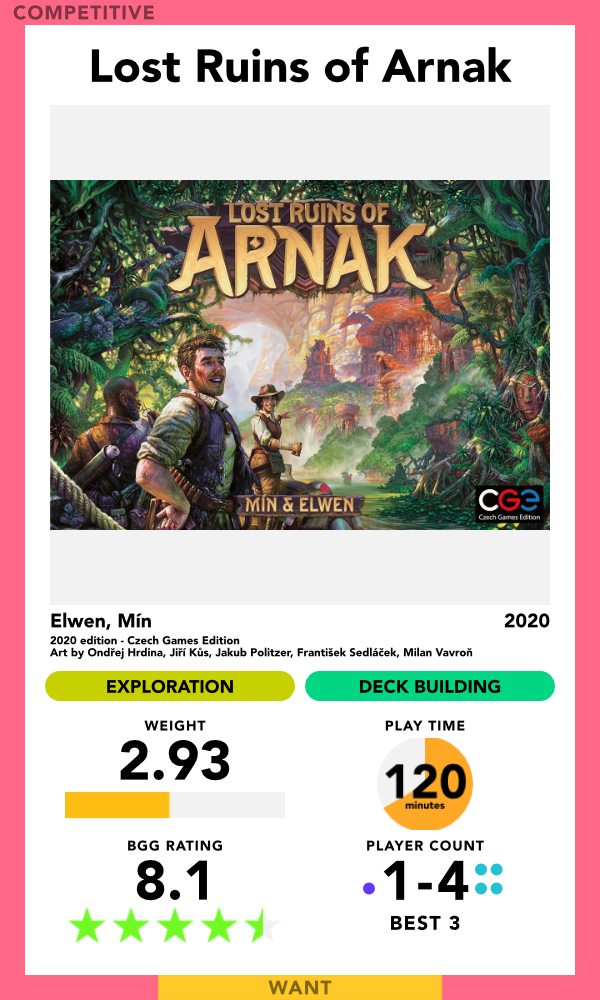 COMPETITIVE
Lost Ruins of Arnak
LOST RUINS OF
ARNAK
MÍN & ELWEN
CGE
Czech Games Edition
Elwen, Mín 2020
2020 edition - Czech Games Edition
Art by Ondřej Hrdina, Jiří Kůs, Jakub Politzer, František Sedláček, Milan Vavroň
EXPLORATION DECK BUILDING
WEIGHT PLAY TIME
2.93 120
minutes
BGG RATING PLAYER COUNT
8.1 1-4
BEST 3
WANT